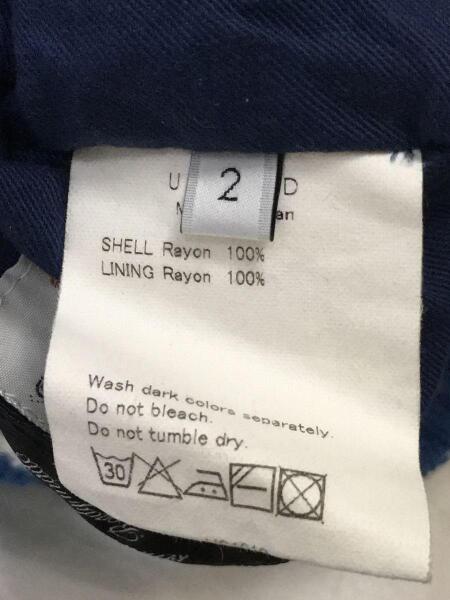 2
SHELL Rayon 100%
LINING Rayon 100%
Wash dark colors separately.
Do not bleach.
Do not tumble dry.
30